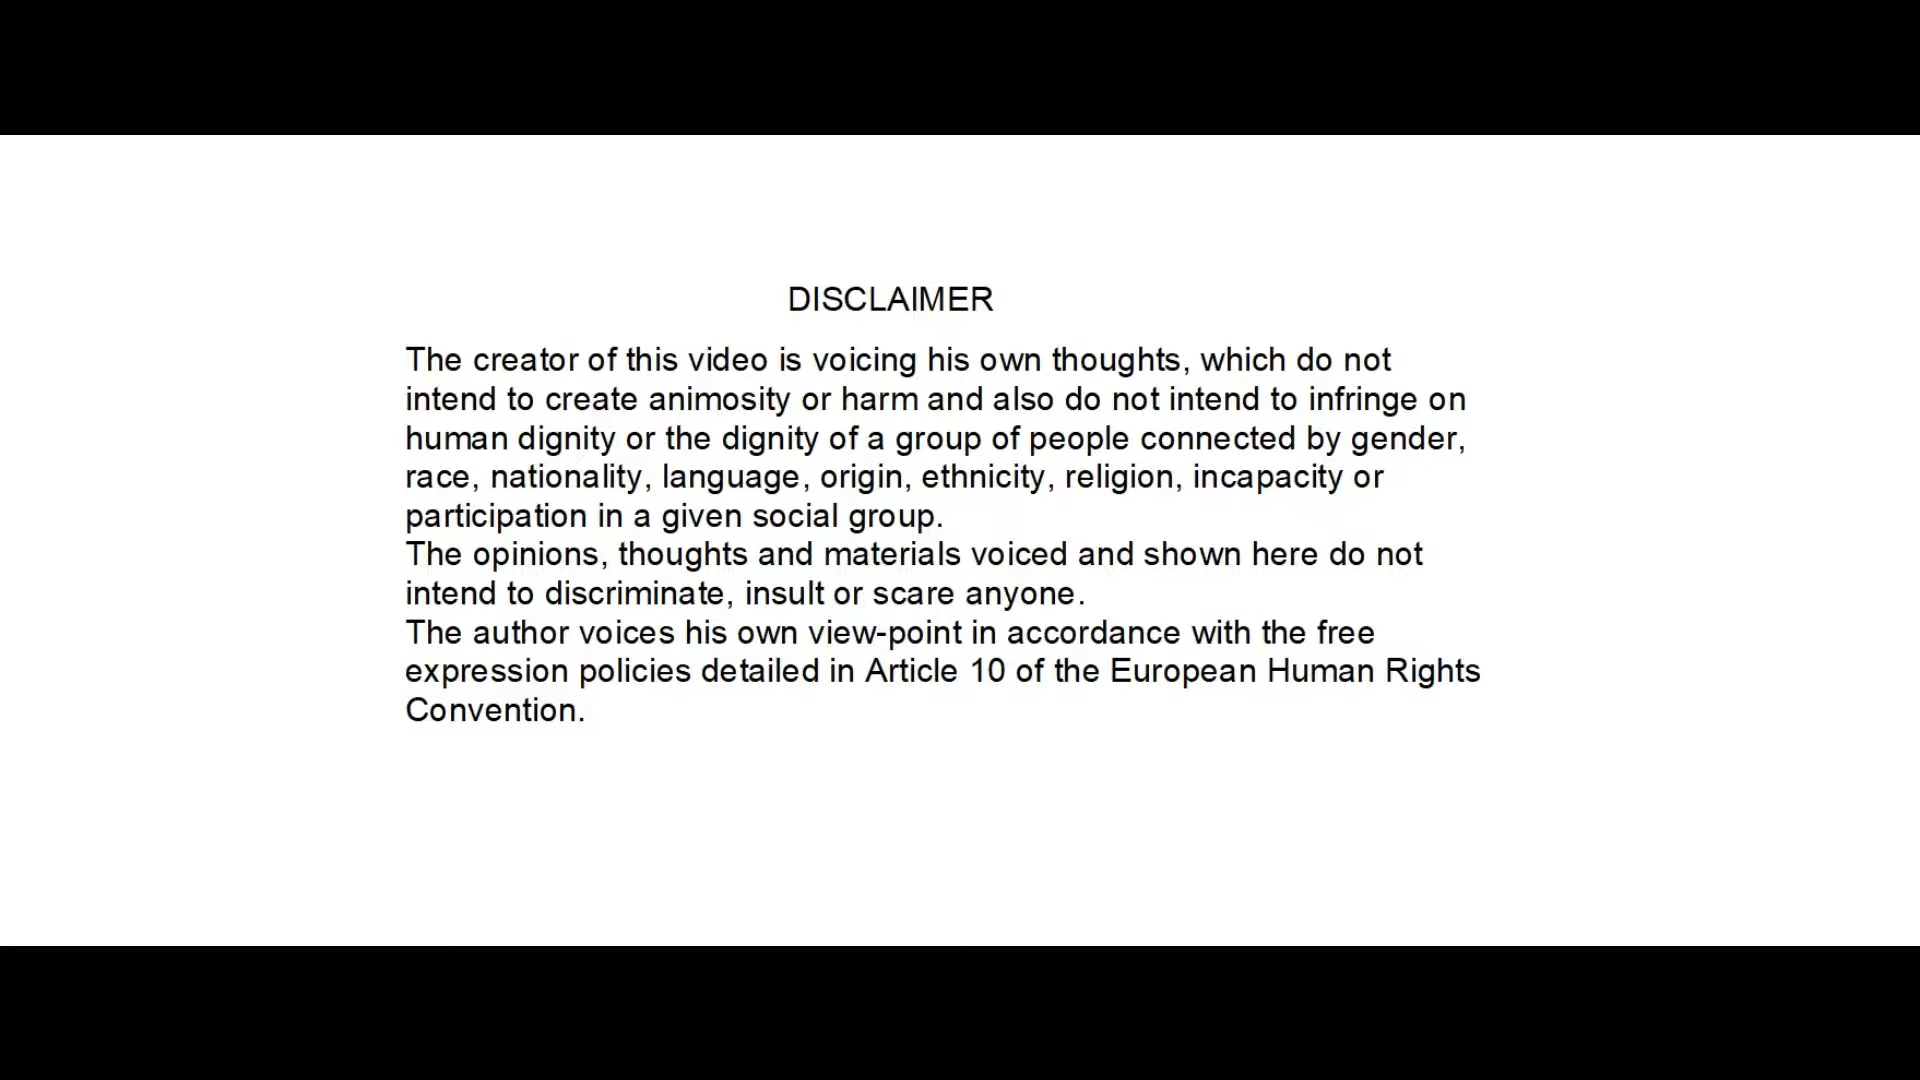 DISCLAIMER
The creator of this video is voicing his own thoughts, which do not
intend to create animosity or harm and also do not intend to infringe on
human dignity or the dignity of a group of people connected by gender,
race, nationality, language, origin, ethnicity, religion, incapacity or
participation in a given social group.
The opinions, thoughts and materials voiced and shown here do not
intend to discriminate, insult or scare anyone.
The author voices his own view-point in accordance with the free
expression policies detailed in Article 10 of the European Human Rights
Convention.